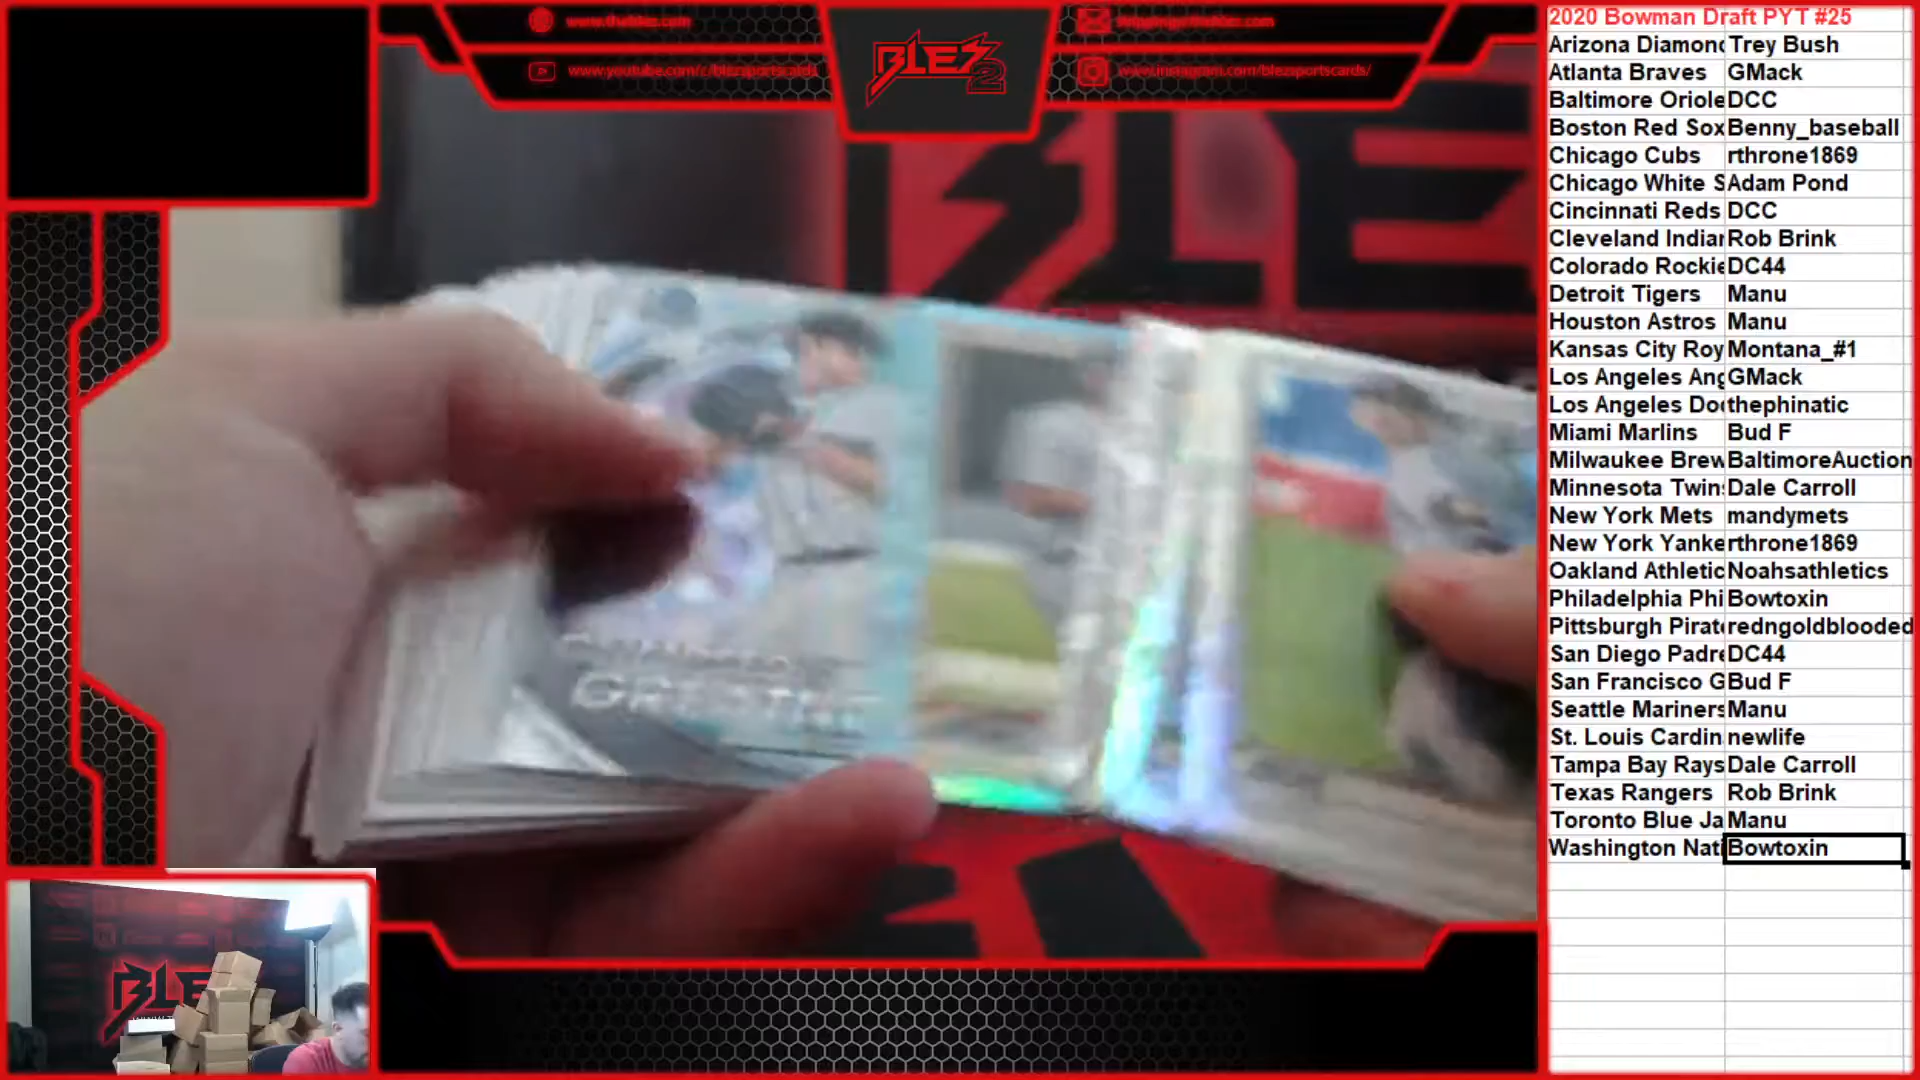 www.theblez.com
BLEZ
2
www.youtube.com/c/blezsportscards
www.instagram.com/blezsportscards/
BLE
GREATNE
BLE
2020 Bowman Draft PYT #25
Arizona Diamond Trey Bush
Atlanta Braves GMack
Baltimore Oriole DCC
Boston Red Sox Benny_baseball
Chicago Cubs rthrone1869
Chicago White S Adam Pond
Cincinnati Reds DCC
Cleveland Indian Rob Brink
Colorado Rockie DC44
Detroit Tigers Manu
Houston Astros Manu
Kansas City Roy Montana_#1
Los Angeles Ang GMack
Los Angeles Dod thephinatic
Miami Marlins Bud F
Milwaukee Brew BaltimoreAuction
Minnesota Twins Dale Carroll
New York Mets mandymets
New York Yanke rthrone1869
Oakland Athletic Noahsathletics
Philadelphia Phi Bowtoxin
Pittsburgh Pirate redngoldblooded
San Diego Padre DC44
San Francisco G Bud F
Seattle Mariners Manu
St. Louis Cardin newlife
Tampa Bay Rays Dale Carroll
Texas Rangers Rob Brink
Toronto Blue Ja Manu
Washington Nati Bowtoxin